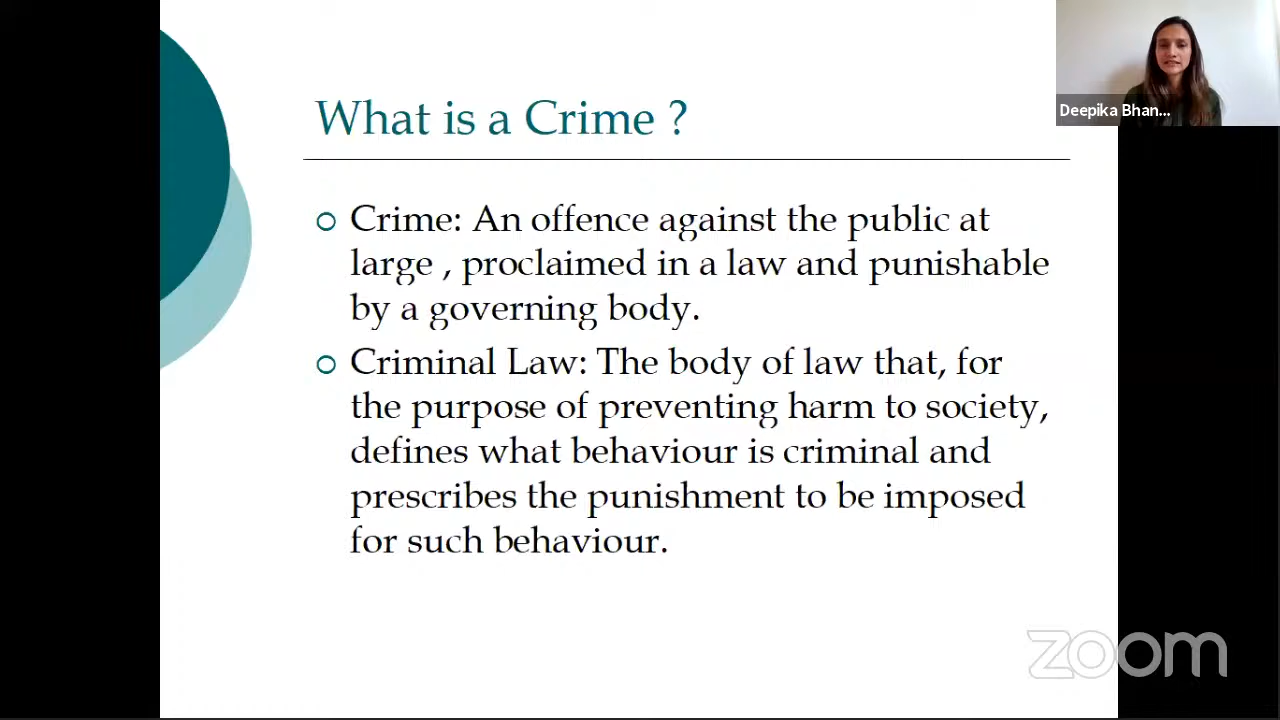 What is a Crime ?
Crime: An offence against the public at
large , proclaimed in a law and punishable
by a governing body.
Criminal Law: The body of law that, for
the purpose of preventing harm to society,
defines what behaviour is criminal and
prescribes the punishment to be imposed
for such behaviour.
Deepika Bhan...
zoom